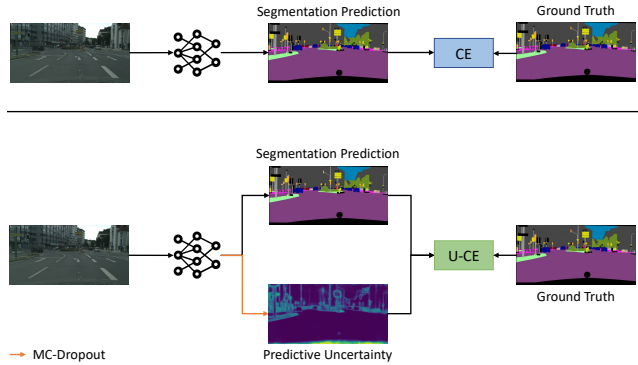 Segmentation Prediction
Ground Truth
CE
Segmentation Prediction
U-CE
Ground Truth
MC-Dropout
Predictive Uncertainty